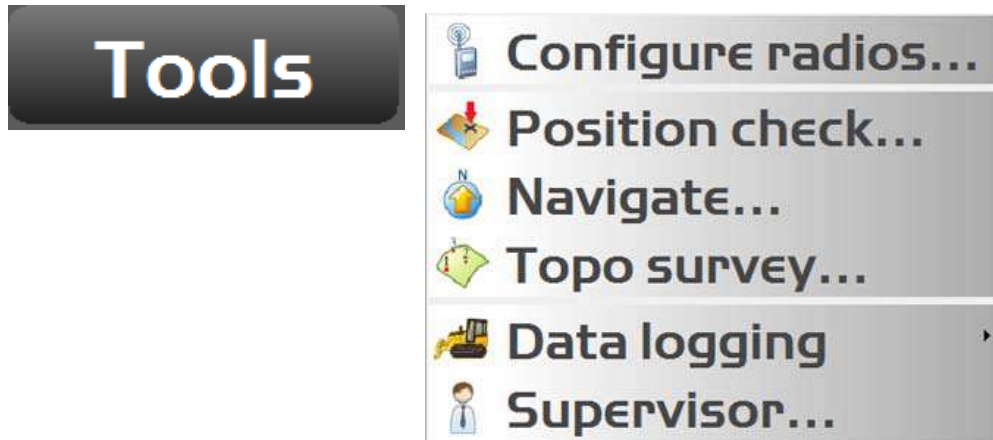 Tools
Configure radios...
Position check...
Navigate...
Topo survey...
Data logging
Supervisor...